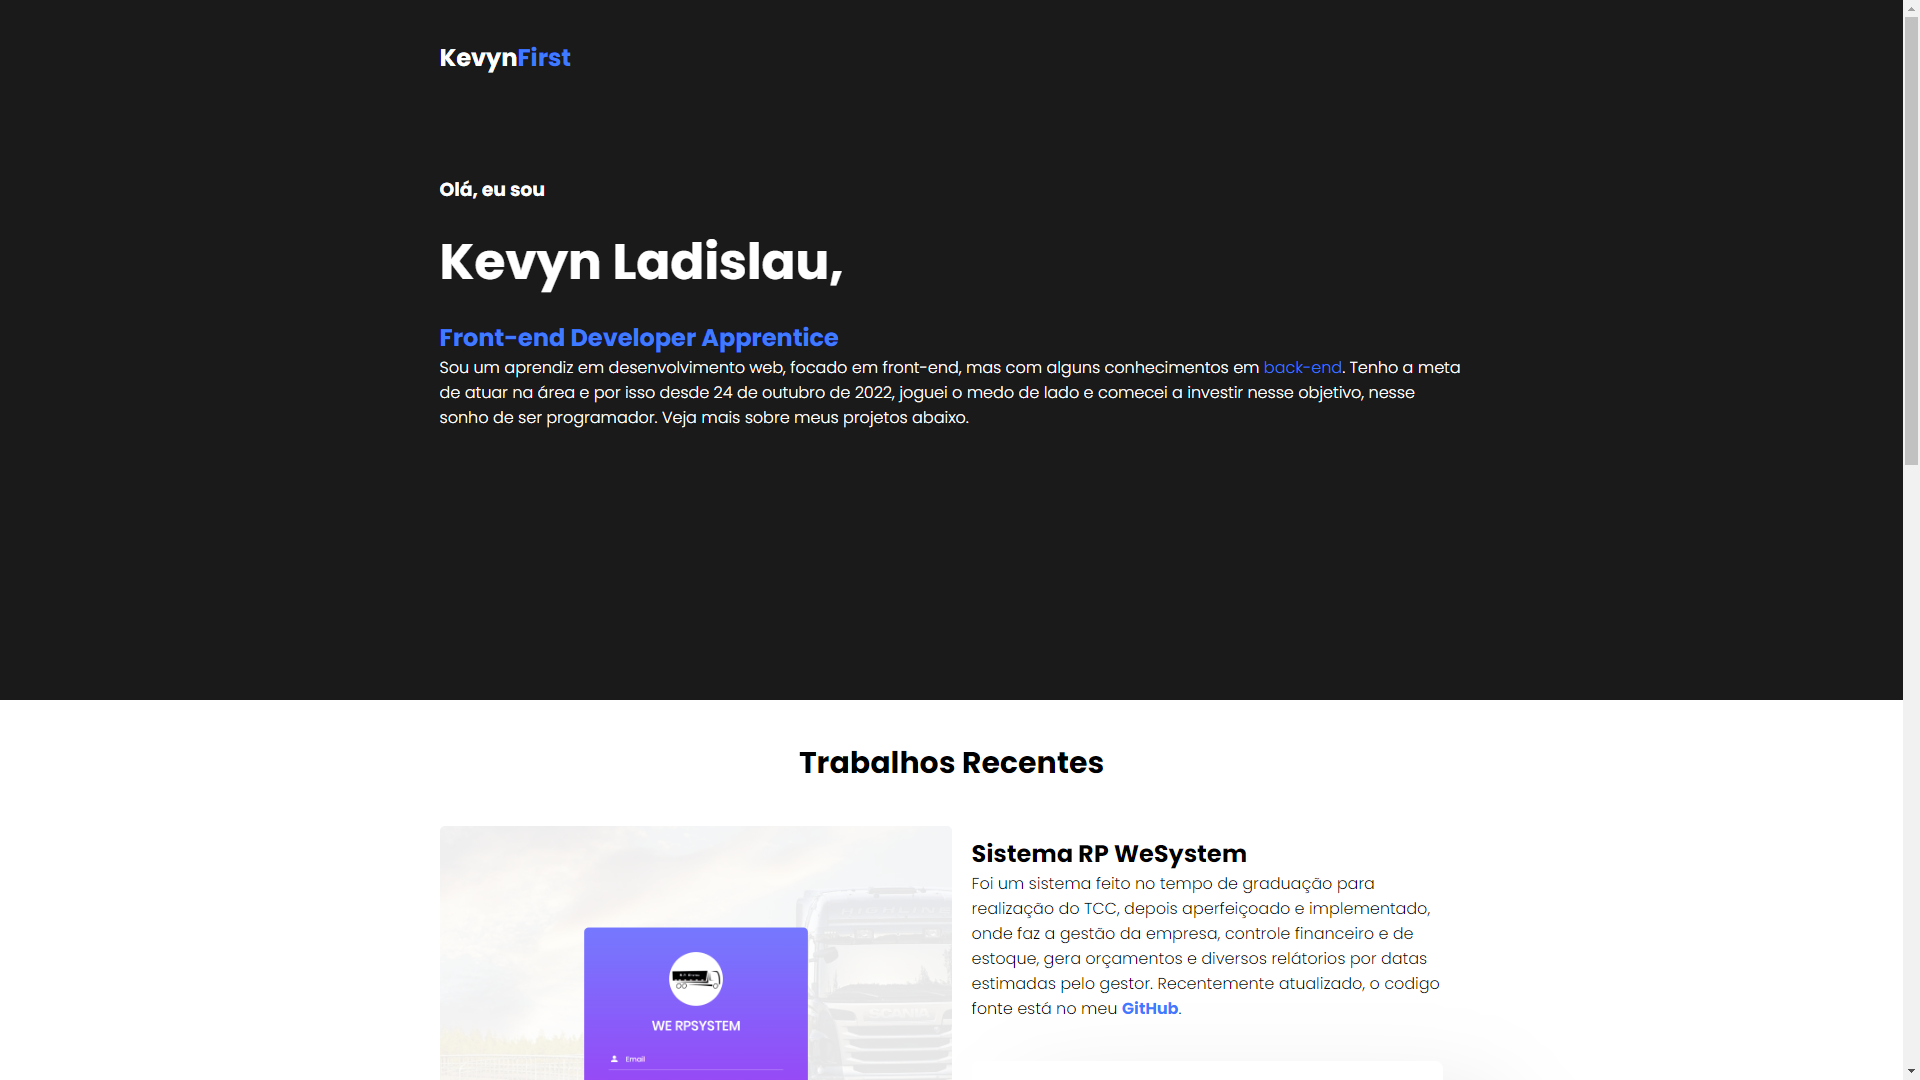 KevynFirst
Olá, eu sou
Kevyn Ladislau,
Front-end Developer Apprentice
Sou um aprendiz em desenvolvimento web, focado em front-end, mas com alguns conhecimentos em back-end. Tenho a meta
de atuar na área e por isso desde 24 de outubro de 2022, joguei o medo de lado e comecei a investir nesse objetivo, nesse
sonho de ser programador. Veja mais sobre meus projetos abaixo.
Trabalhos Recentes
Sistema RP WeSystem
Foi um sistema feito no tempo de graduação para
realização do TCC, depois aperfeiçoado e implementado,
onde faz a gestão da empresa, controle financeiro e de
estoque, gera orçamentos e diversos relátorios por datas
estimadas pelo gestor. Recentemente atualizado, o codigo
fonte está no meu GitHub.
WE RPSYSTEM
Email
SCANIA